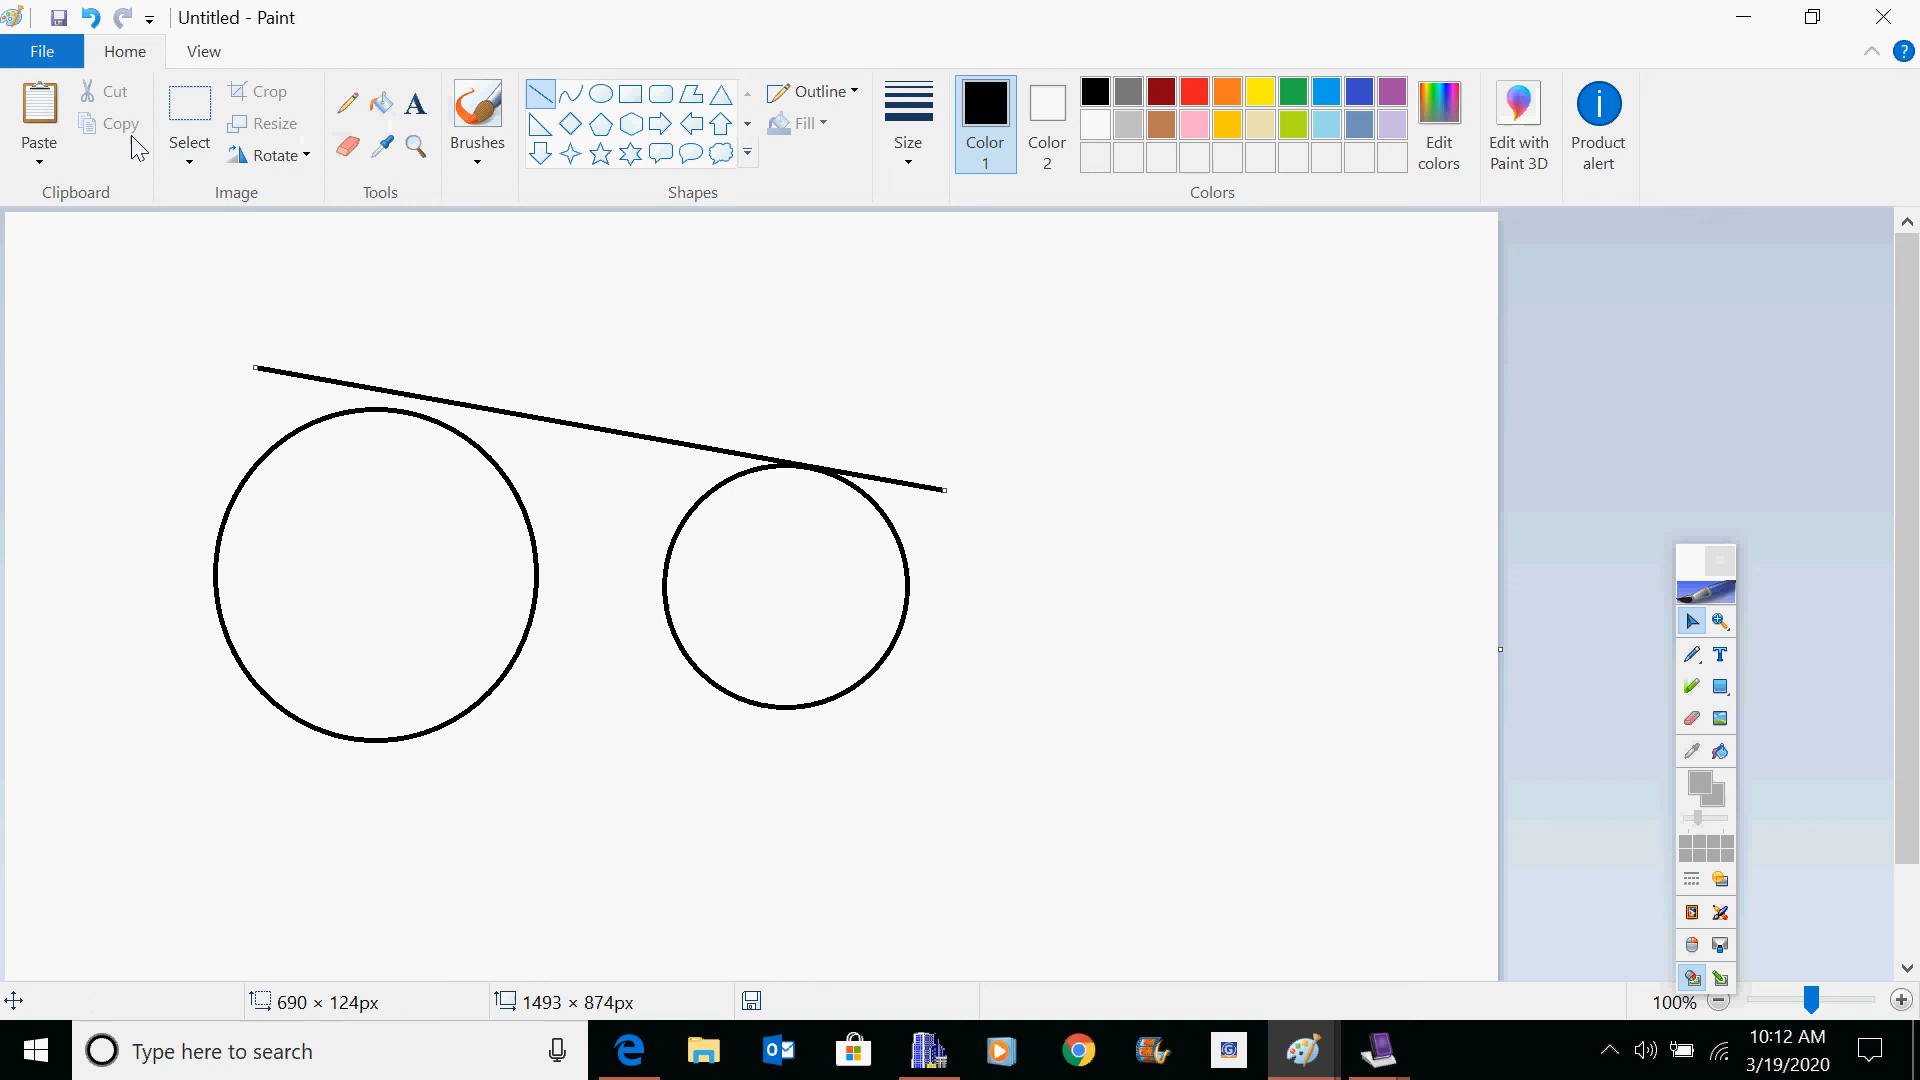 Untitled - Paint
File Home View
Paste
Cut
Copy
Clipboard
Select
Crop
Resize
Rotate
Image
Tools
Brushes
Outline
Fill
Shapes
Size
Color 1
Color 2
Colors
Edit colors
Edit with Paint 3D
Product alert
690 × 124px
1493 × 874px
100%
Type here to search
10:12 AM
3/19/2020